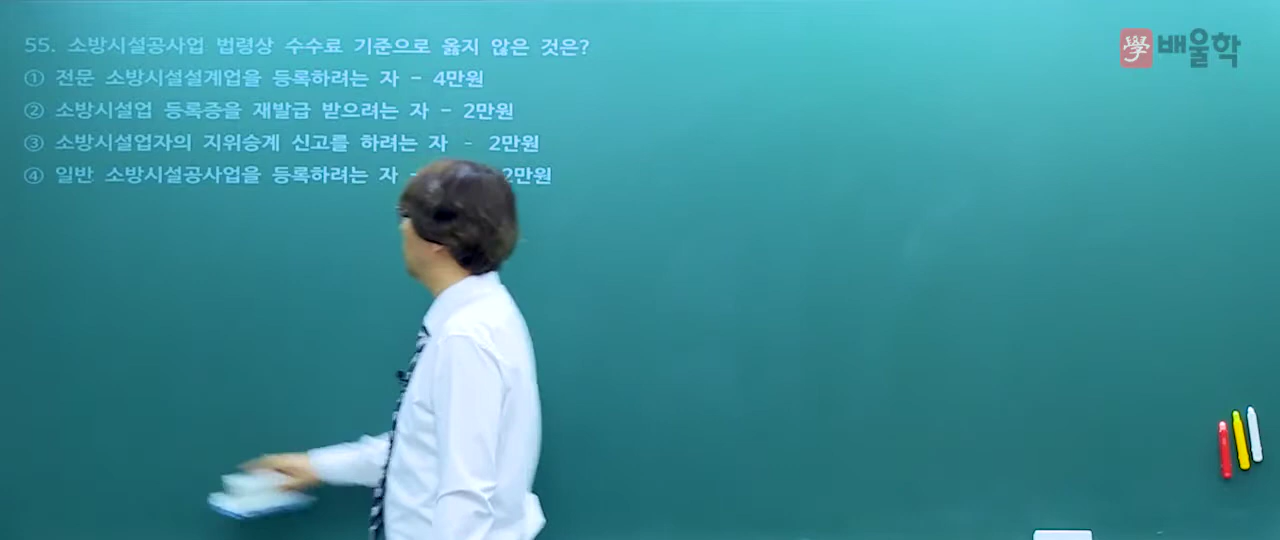 55. 소방시설공사업 법령상 수수료 기준으로 옳지 않은 것은?
① 전문 소방시설설계업을 등록하려는 자 - 4만원
② 소방시설업 등록증을 재발급 받으려는 자 - 2만원
③ 소방시설업자의 지위승계 신고를 하려는 자 - 2만원
④ 일반 소방시설공사업을 등록하려는 자 - 2만원
學 배울학